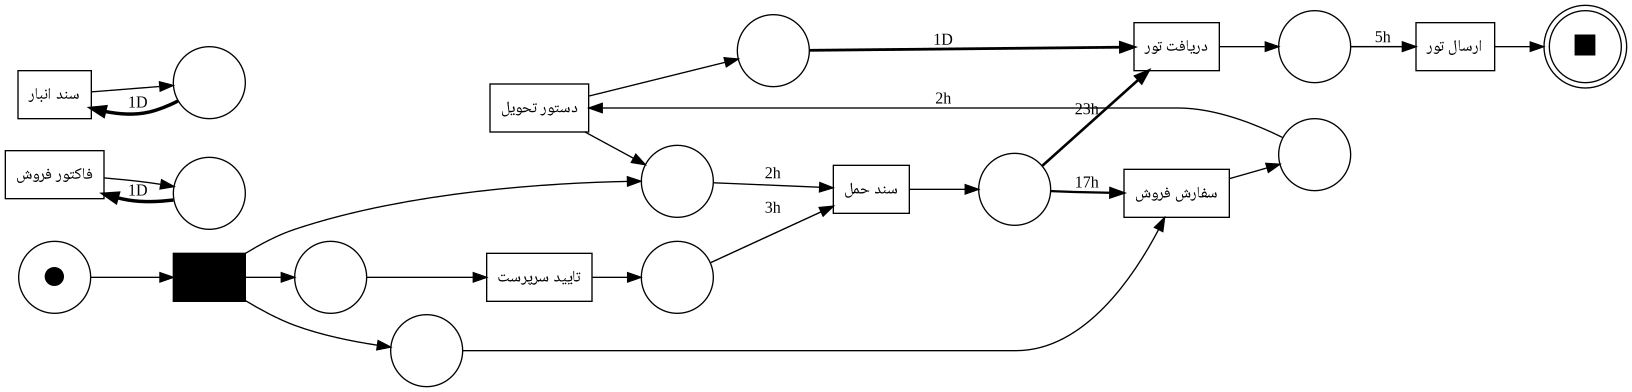 سند انبار
1D
فاکتور فروش
1D
دستور تحویل
تایید سرپرست
2h
3h
سند حمل
1D
2h
23h
17h
دریافت تور
سفارش فروش
5h
ارسال تور